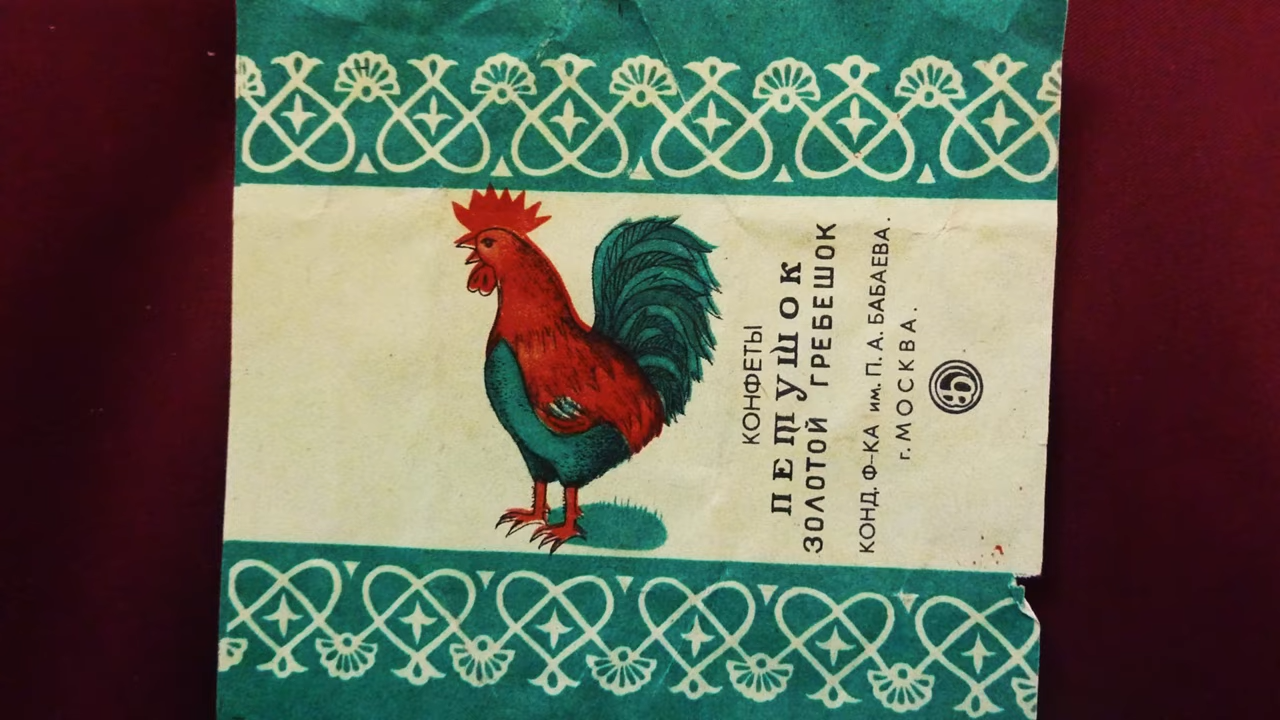 КОНФЕТЫ
ПЕТУШОК
ЗОЛОТОЙ ГРЕБЕШОК
КОНД. Ф-КА им. П. А. БАБАЕВА.
г. МОСКВА.